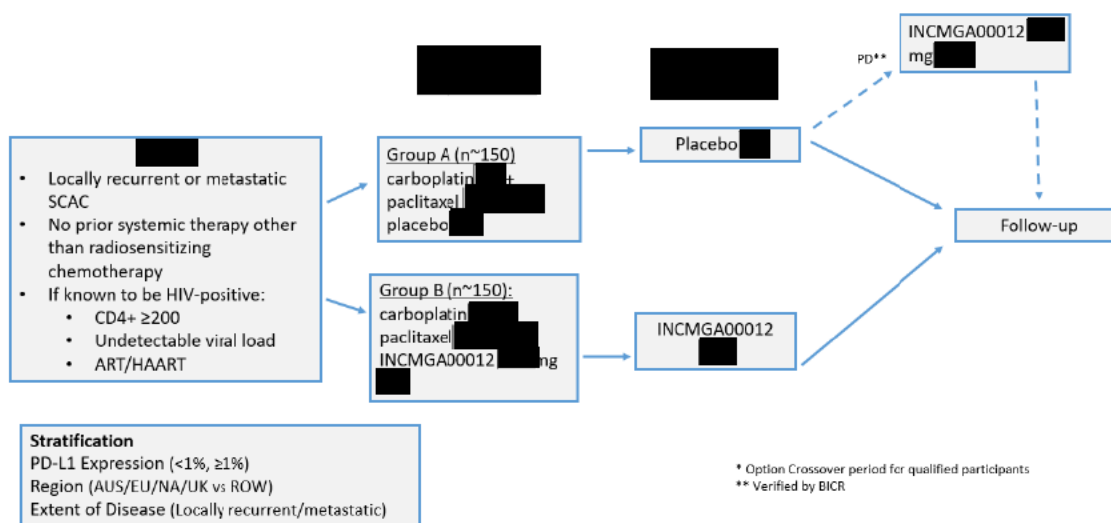 INCMGA00012
mg
PD**
• Locally recurrent or metastatic
SCAC
• No prior systemic therapy other
than radiosensitizing
chemotherapy
• If known to be HIV-positive:
• CD4+ ≥200
• Undetectable viral load
• ART/HAART
Group A (n~150)
carboplatin +
paclitaxel
placebo
Placebo
Group B (n~150):
carboplatin
paclitaxel
INCMGA00012 mg
INCMGA00012
Follow-up
Stratification
PD-L1 Expression (<1%, ≥1%)
Region (AUS/EU/NA/UK vs ROW)
Extent of Disease (Locally recurrent/metastatic)
* Option Crossover period for qualified participants
** Verified by BICR